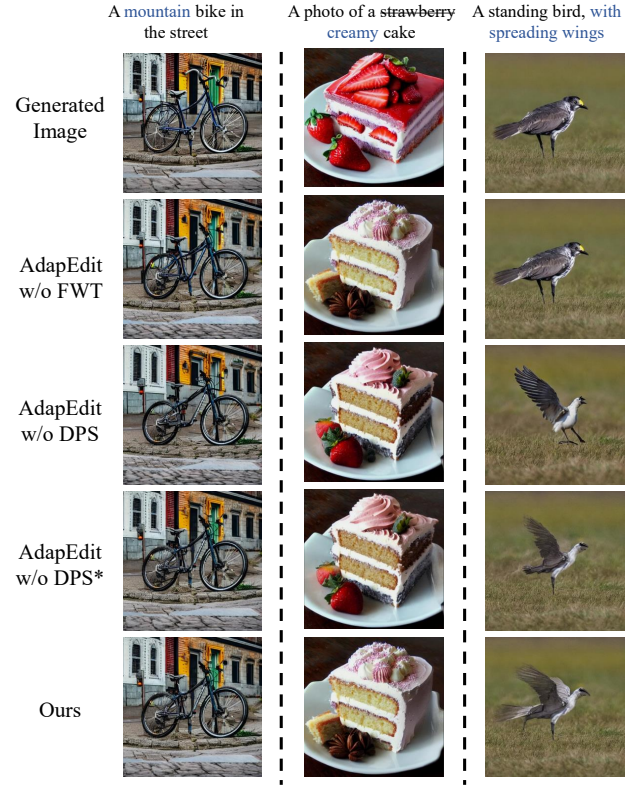 A mountain bike in
the street
A photo of a strawberry
creamy cake
A standing bird, with
spreading wings
Generated
Image
AdapEdit
w/o FWT
AdapEdit
w/o DPS
AdapEdit
w/o DPS*
Ours